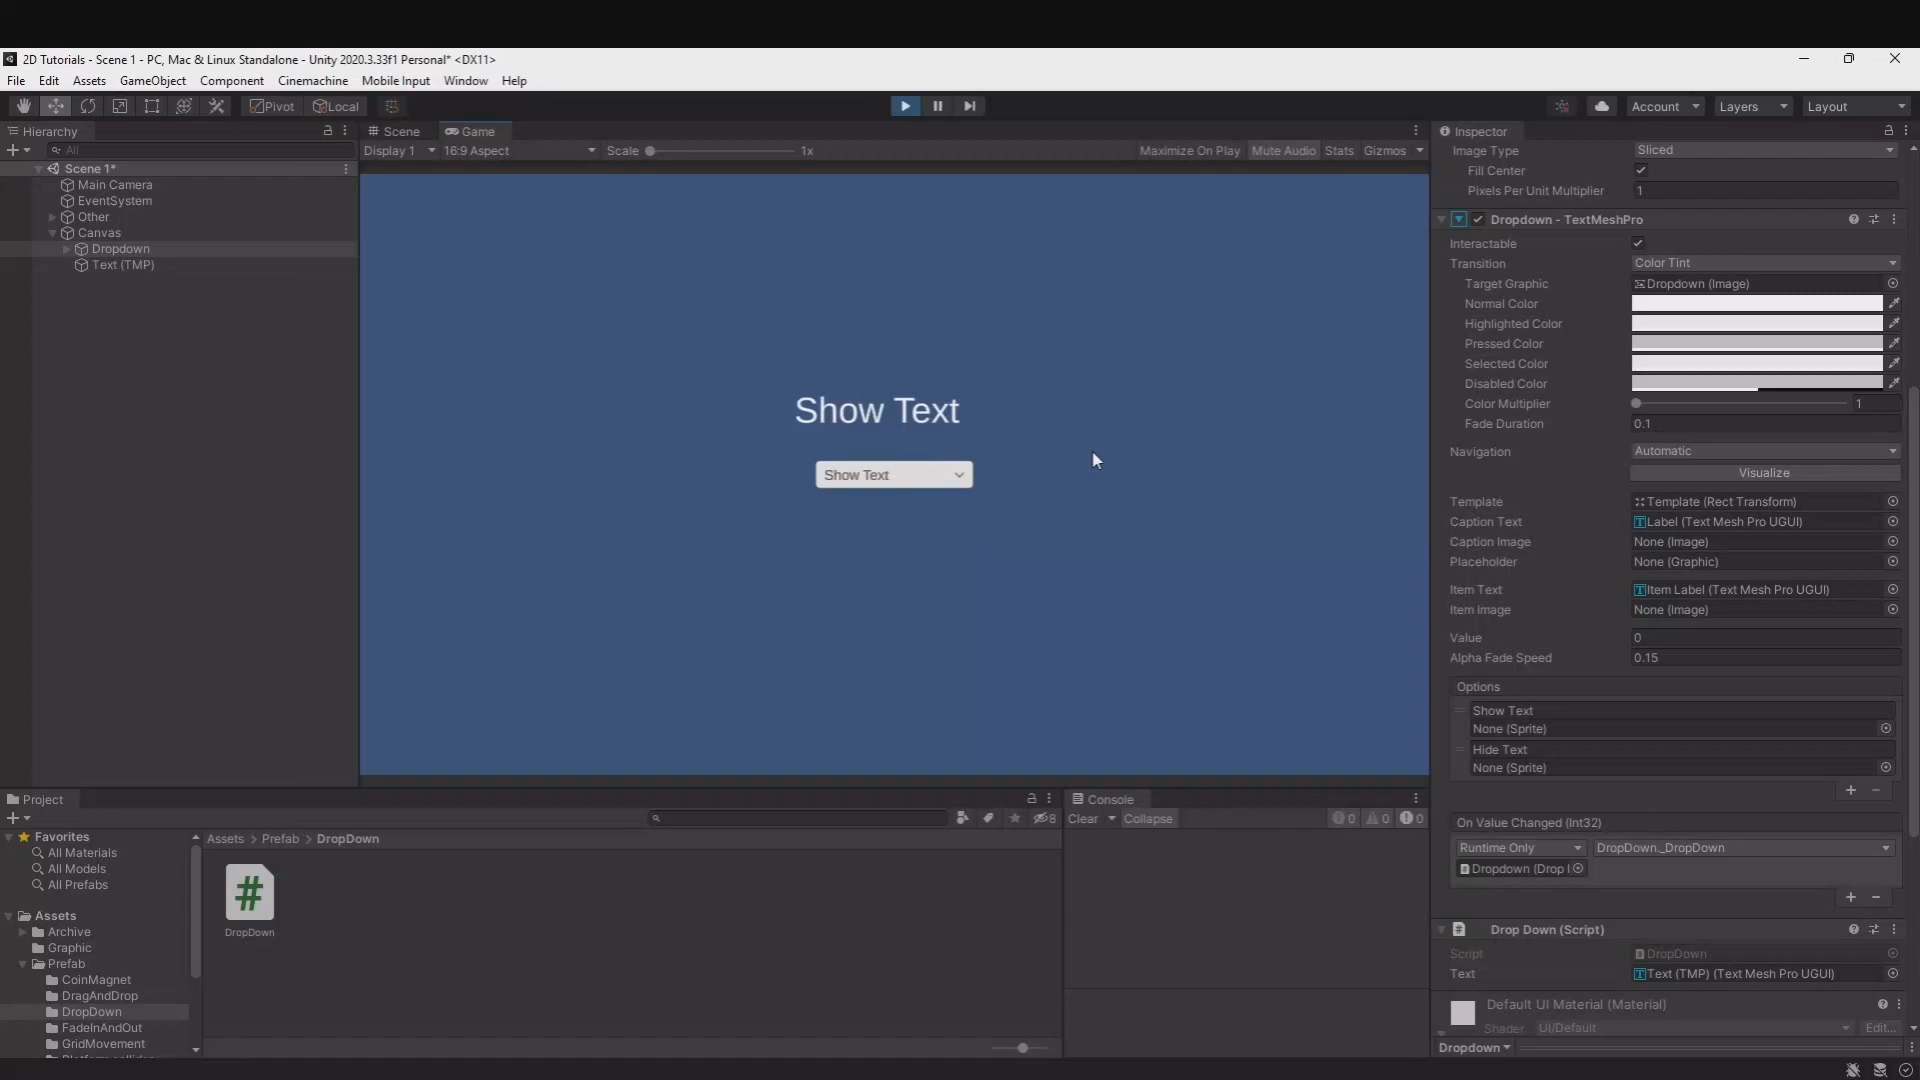 2D Tutorials - Scene 1 - PC, Mac & Linux Standalone - Unity 2020.3.33f1 Personal* <DX11>
File Edit Assets GameObject Component Cinemachine Mobile Input Window Help
Pivot Local Account Layers Layout
Hierarchy
All
Scene 1*
Main Camera
EventSystem
Other
Canvas
Dropdown
Text (TMP)
Scene Game
Display 1 16:9 Aspect Scale 1x Maximize On Play Mute Audio Stats Gizmos
Show Text
Show Text
Inspector
Image Type Sliced
Fill Center
Pixels Per Unit Multiplier 1
Dropdown - TextMeshPro
Interactable
Transition Color Tint
Target Graphic Dropdown (Image)
Normal Color
Highlighted Color
Pressed Color
Selected Color
Disabled Color
Color Multiplier 1
Fade Duration 0.1
Navigation Automatic
Visualize
Template Template (Rect Transform)
Caption Text Label (Text Mesh Pro UGUI)
Caption Image None (Image)
Placeholder None (Graphic)
Item Text Item Label (Text Mesh Pro UGUI)
Item Image None (Image)
Value 0
Alpha Fade Speed 0.15
Options
Show Text
None (Sprite)
Hide Text
None (Sprite)
On Value Changed (Int32)
Runtime Only DropDown._DropDown
Dropdown (Drop
Drop Down (Script)
Script DropDown
Text Text (TMP) (Text Mesh Pro UGUI)
Default UI Material (Material)
Shader UI/Default Edit...
Dropdown
Project
8
Favorites
All Materials
All Models
All Prefabs
Assets
Archive
Graphic
Prefab
CoinMagnet
DragAndDrop
DropDown
FadeInAndOut
GridMovement
Assets > Prefab > DropDown
#
DropDown
Console
Clear Collapse 0 0 0